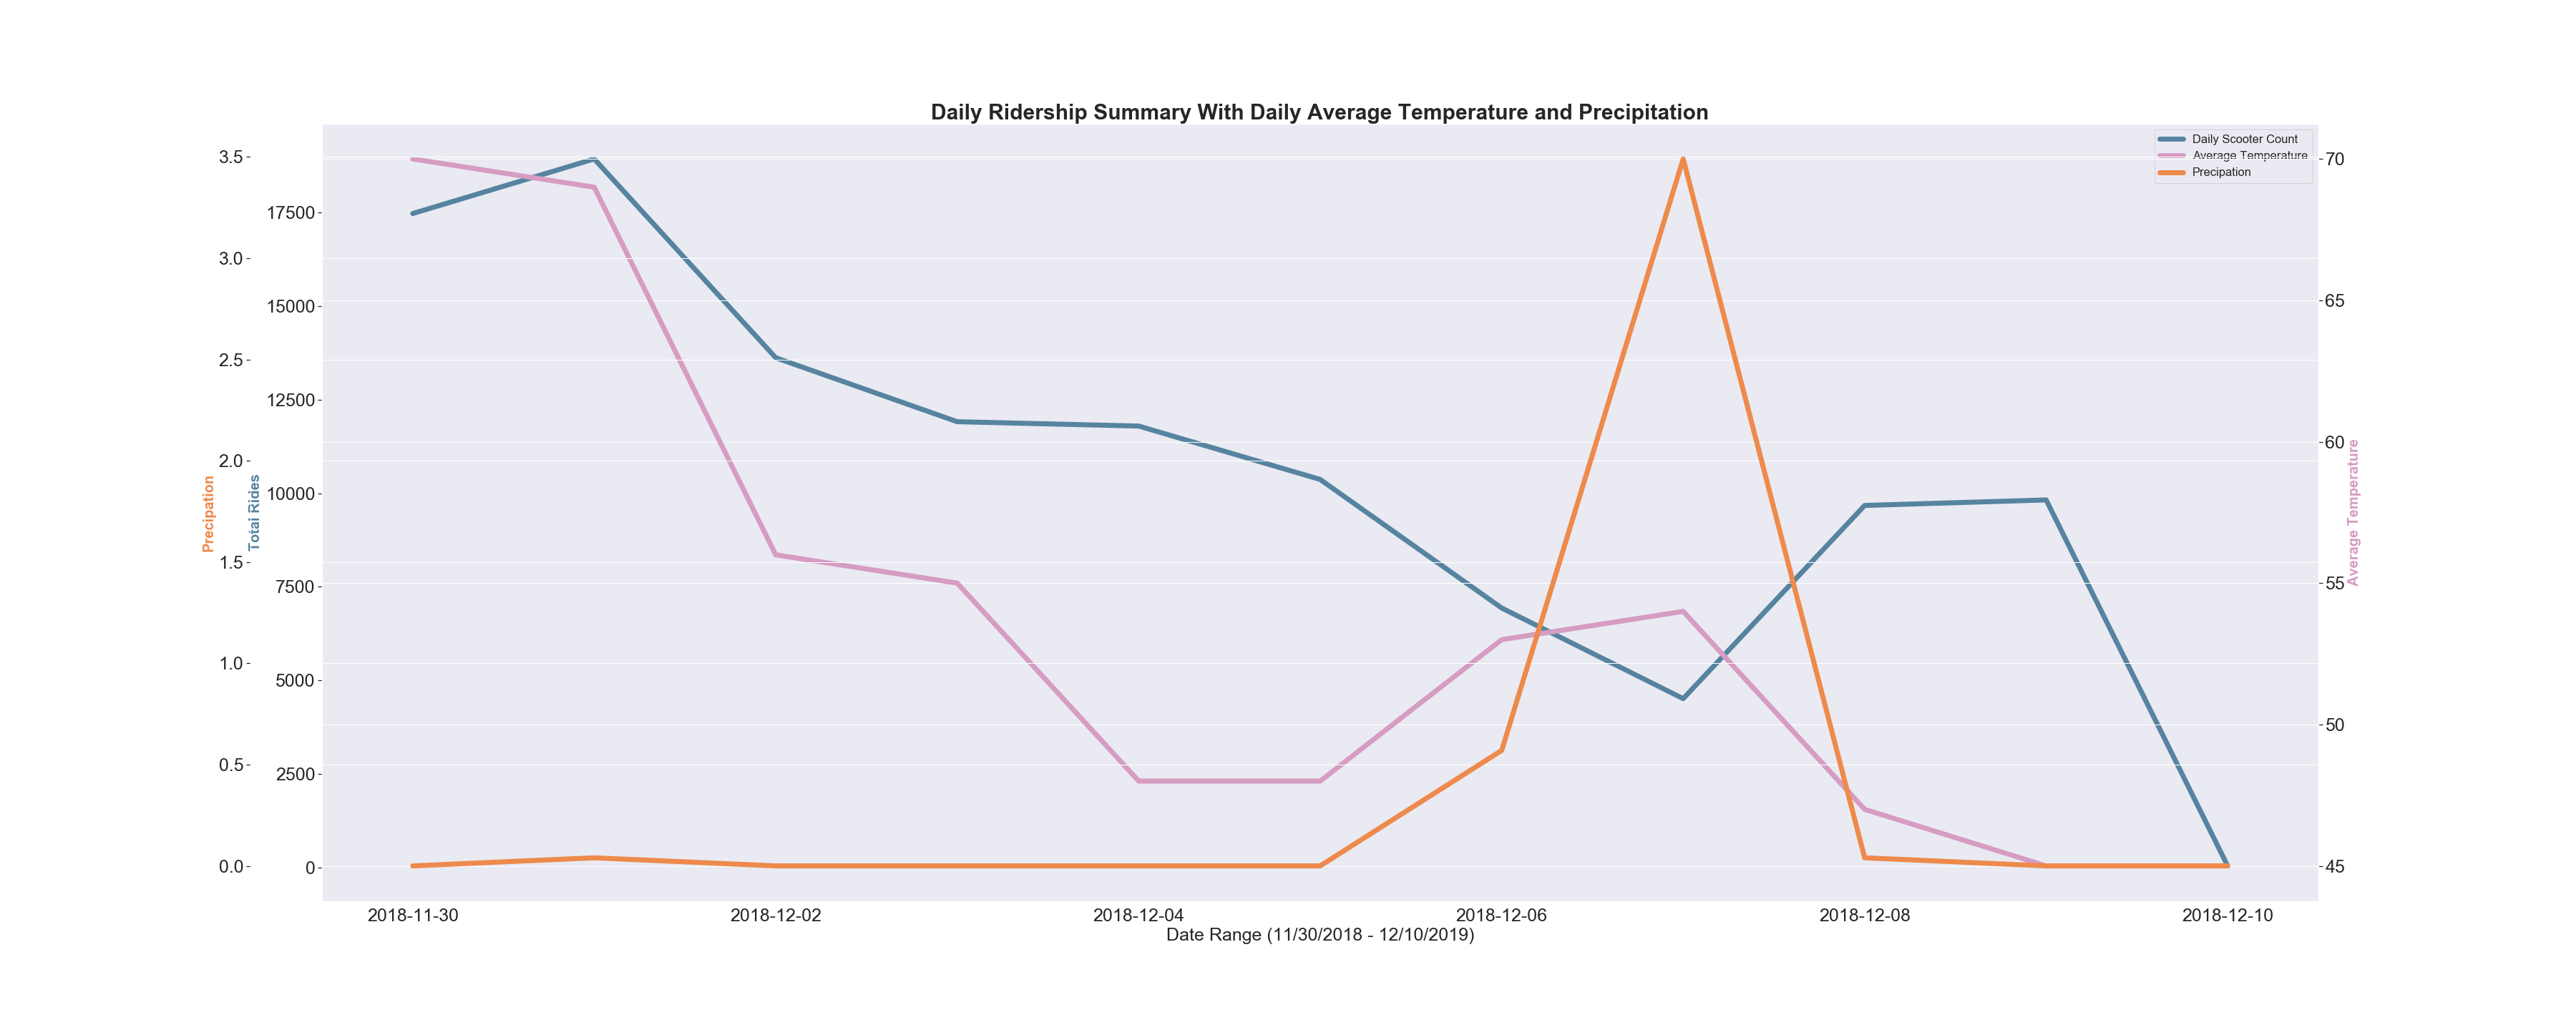 Daily Ridership Summary With Daily Average Temperature and Precipitation
Daily Scooter Count
Average Temperature
Precipation
Precipation
3.5
3.0
2.5
2.0
1.5
1.0
0.5
0.0
Total Rides
17500
15000
12500
10000
7500
5000
2500
0
70
65
60
55
50
45
Average Temperature
2018-11-30 2018-12-02 2018-12-04 2018-12-06 2018-12-08 2018-12-10
Date Range (11/30/2018 - 12/10/2019)